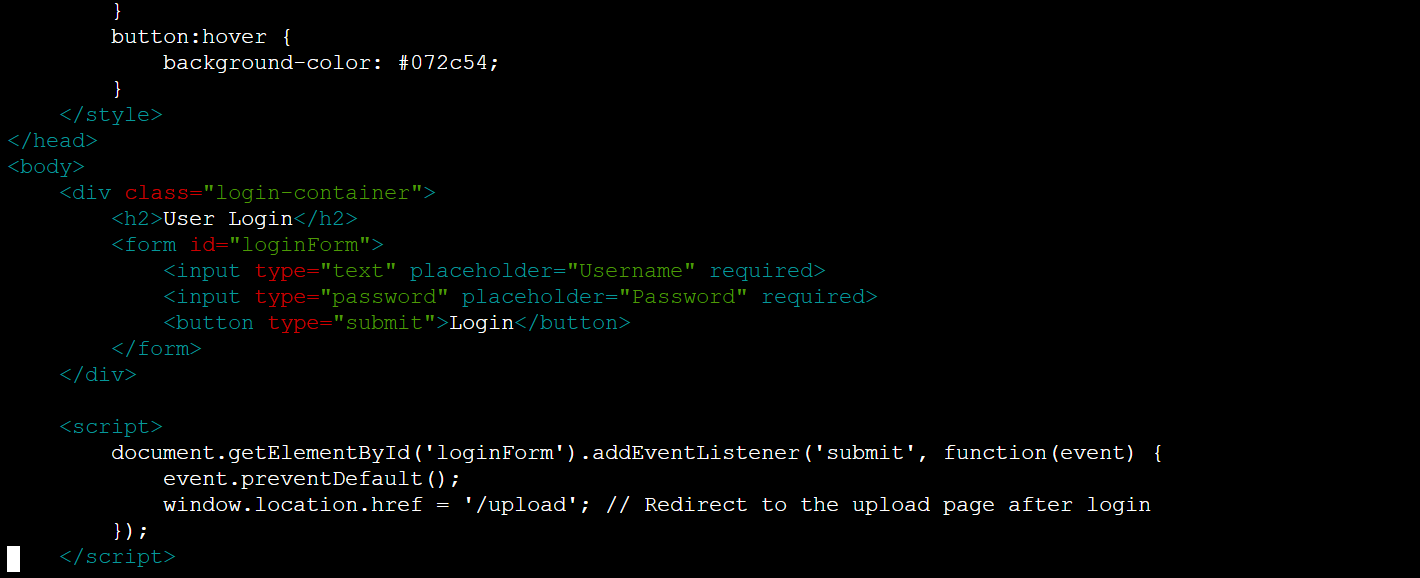 }
        button:hover {
            background-color: #072c54;
        }
    </style>
</head>
<body>
    <div class="login-container">
        <h2>User Login</h2>
        <form id="loginForm">
            <input type="text" placeholder="Username" required>
            <input type="password" placeholder="Password" required>
            <button type="submit">Login</button>
        </form>
    </div>

    <script>
        document.getElementById('loginForm').addEventListener('submit', function(event) {
            event.preventDefault();
            window.location.href = '/upload'; // Redirect to the upload page after login
        });
    </script>